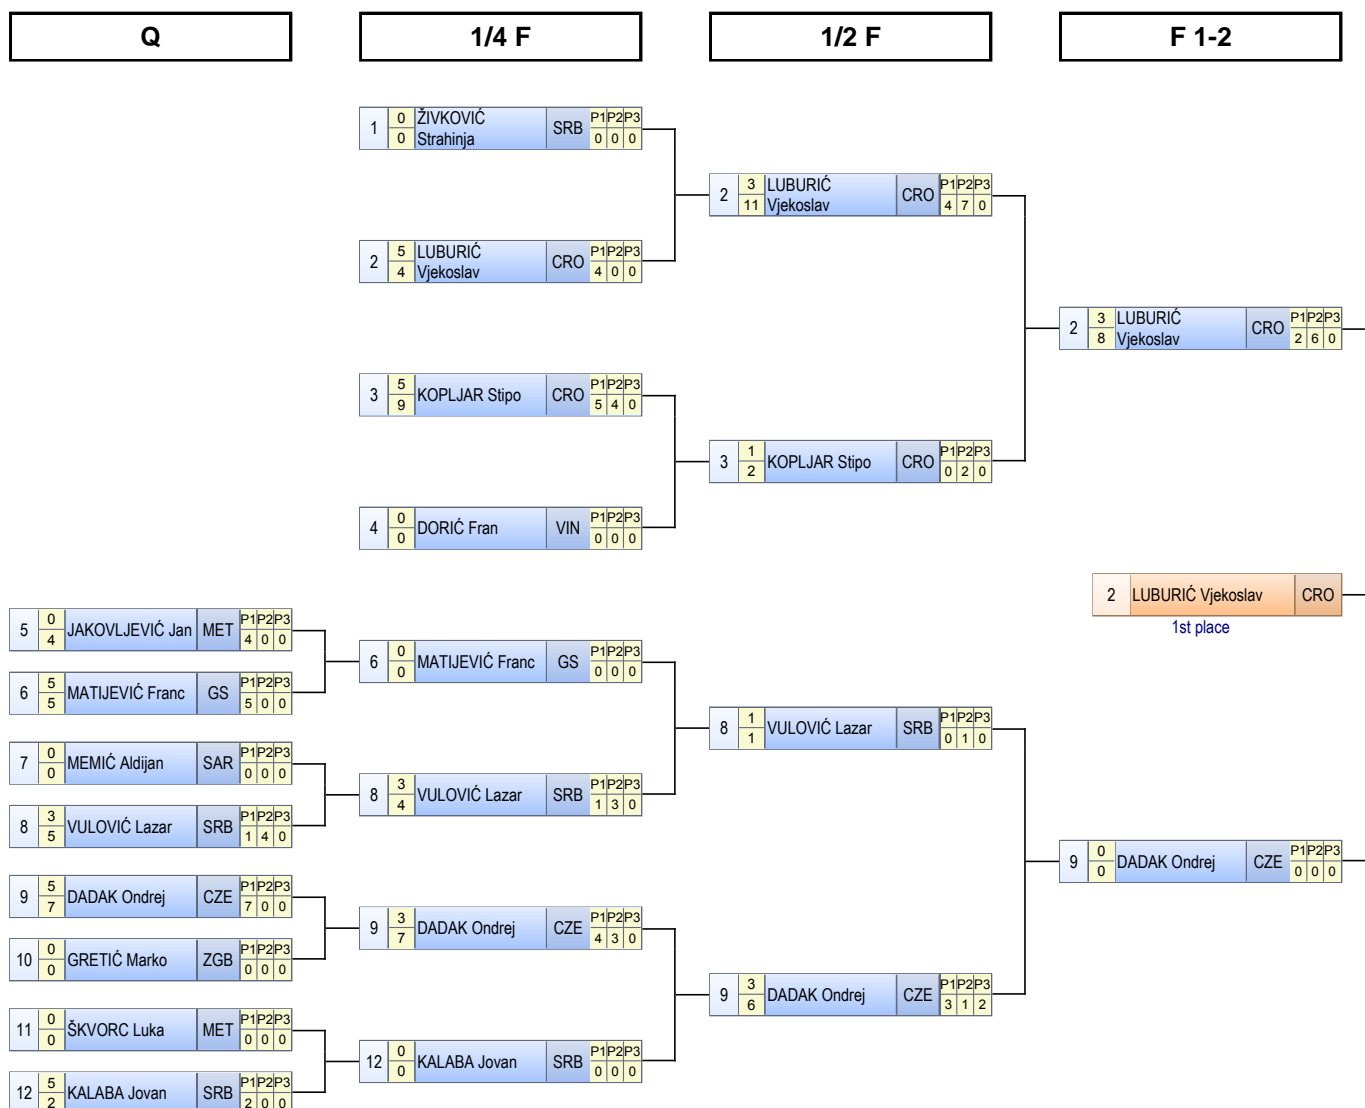 Q 1/4 F 1/2 F F 1-2
1 0 ŽIVKOVIĆ SRB P1 P2 P3
0 Strahinja 0 0 0
2 3 LUBURIĆ CRO P1 P2 P3
11 Vjekoslav 4 7 0
2 5 LUBURIĆ CRO P1 P2 P3
4 Vjekoslav 4 0 0
2 3 LUBURIĆ CRO P1 P2 P3
8 Vjekoslav 2 6 0
3 5 KOPLJAR Stipo CRO P1 P2 P3
9 5 4 0
3 1 KOPLJAR Stipo CRO P1 P2 P3
2 0 2 0
4 0 DORIĆ Fran VIN P1 P2 P3
0 0 0 0
2 LUBURIĆ Vjekoslav CRO
1st place
5 0 JAKOVLJEVIĆ Jan MET P1 P2 P3
4 4 0 0
6 0 MATIJEVIĆ Franc GS P1 P2 P3
0 0 0 0
6 5 MATIJEVIĆ Franc GS P1 P2 P3
5 5 0 0
8 1 VULOVIĆ Lazar SRB P1 P2 P3
1 0 1 0
7 0 MEMIĆ Aldijan SAR P1 P2 P3
0 0 0 0
8 3 VULOVIĆ Lazar SRB P1 P2 P3
4 1 3 0
8 3 VULOVIĆ Lazar SRB P1 P2 P3
5 1 4 0
9 0 DADAK Ondrej CZE P1 P2 P3
0 0 0 0
9 5 DADAK Ondrej CZE P1 P2 P3
7 7 0 0
9 3 DADAK Ondrej CZE P1 P2 P3
7 4 3 0
10 0 GRETIĆ Marko ZGB P1 P2 P3
0 0 0 0
9 3 DADAK Ondrej CZE P1 P2 P3
6 3 1 2
11 0 ŠKVORC Luka MET P1 P2 P3
0 0 0 0
12 0 KALABA Jovan SRB P1 P2 P3
0 0 0 0
12 5 KALABA Jovan SRB P1 P2 P3
2 2 0 0